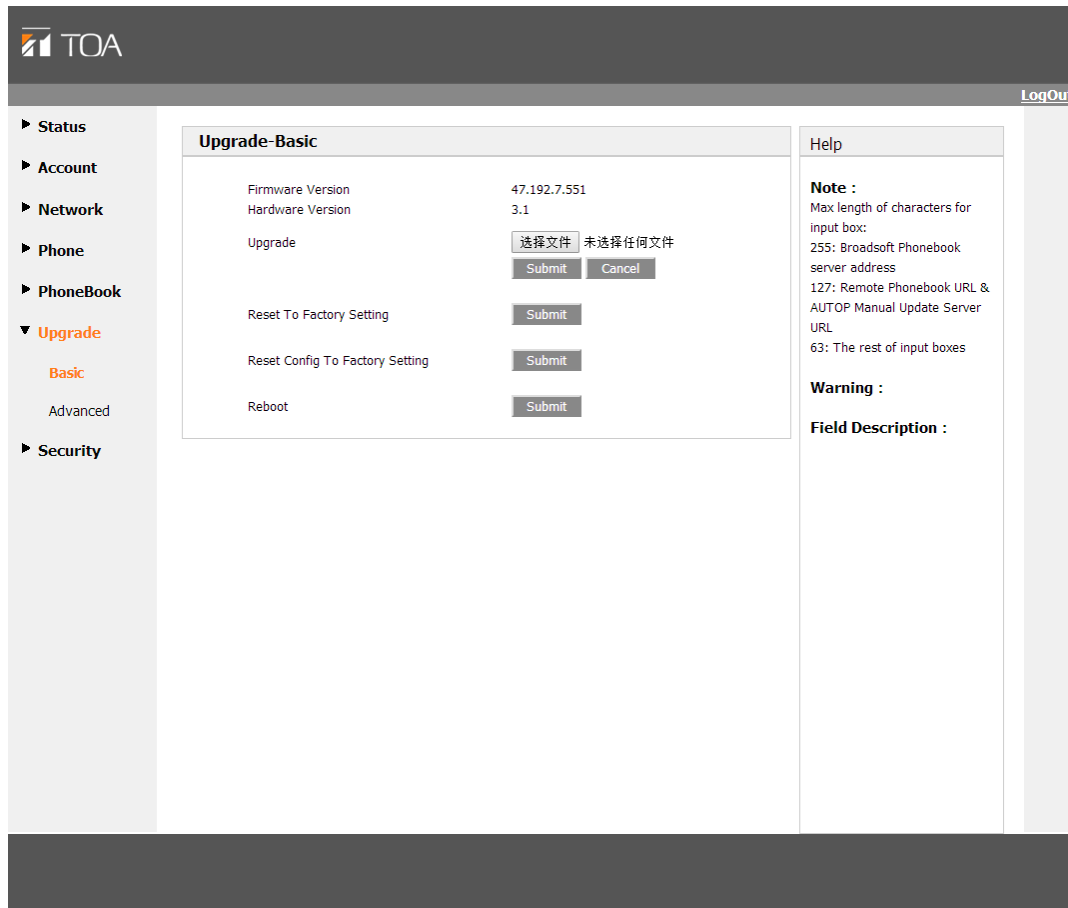 TOA
LogOu
Status
Account
Network
Phone
PhoneBook
Upgrade
Basic
Advanced
Security
Upgrade-Basic
Firmware Version 47.192.7.551
Hardware Version 3.1
Upgrade 选择文件 未选择任何文件
Submit Cancel
Reset To Factory Setting Submit
Reset Config To Factory Setting Submit
Reboot Submit
Help
Note :
Max length of characters for
input box:
255: Broadsoft Phonebook
server address
127: Remote Phonebook URL &
AUTOP Manual Update Server
URL
63: The rest of input boxes
Warning :
Field Description :